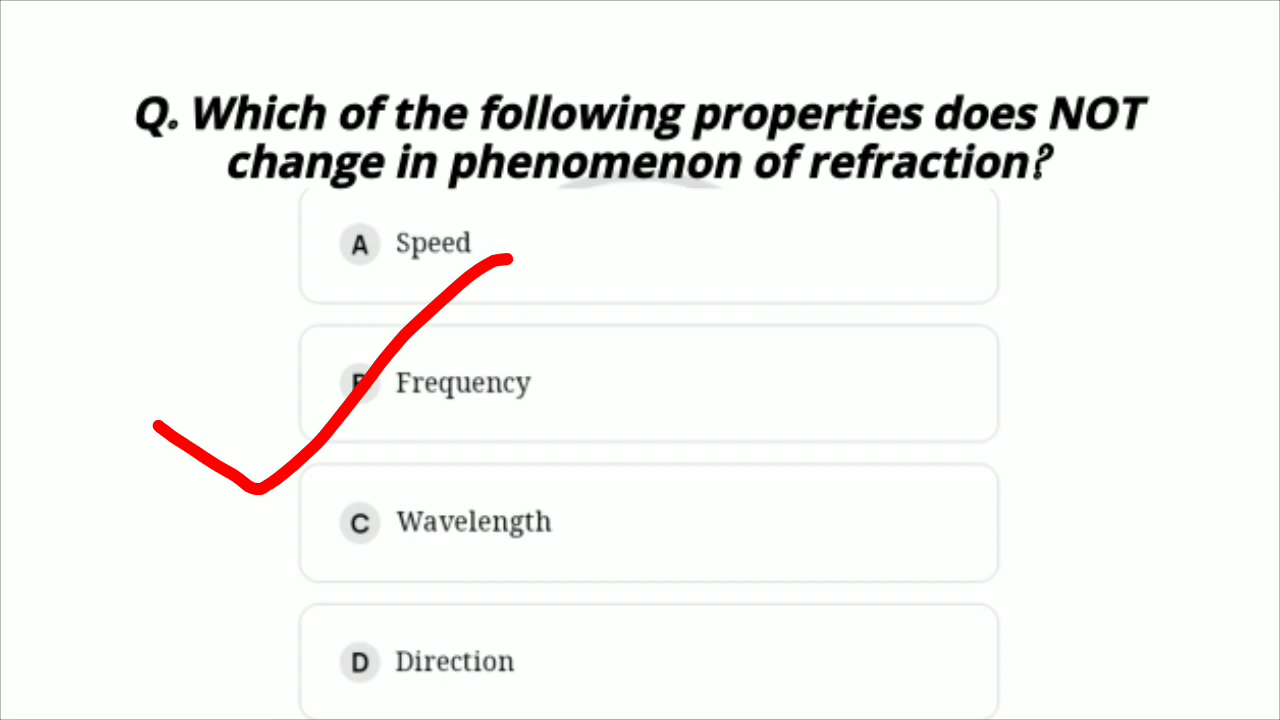 Q. Which of the following properties does NOT
change in phenomenon of refraction?
A Speed
B Frequency
C Wavelength
D Direction